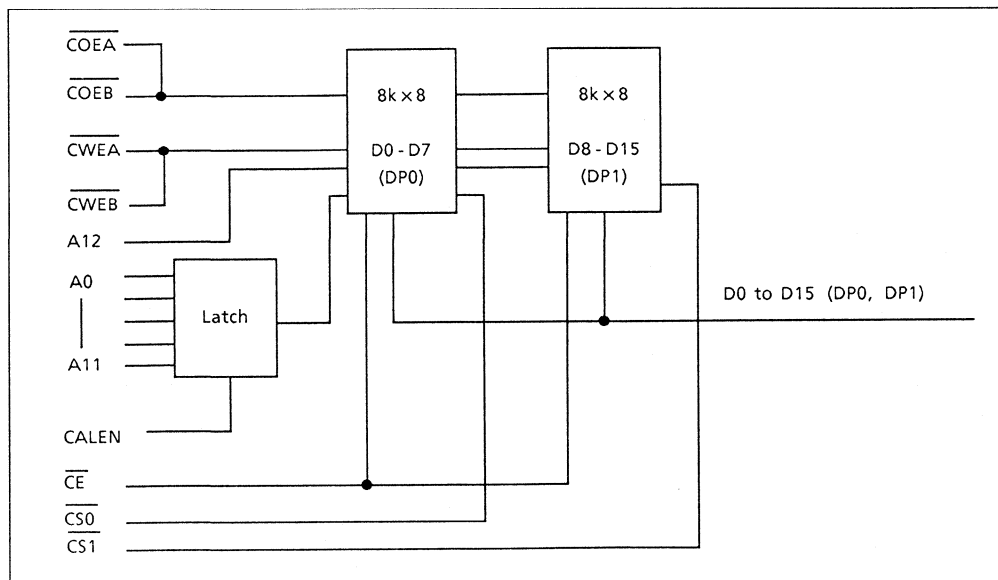 COEA
COEB
CWEA
CWEB
A12
A0
A11
CALEN
CE
CS0
CS1
Latch
8k × 8
D0 - D7
(DP0)
8k × 8
D8 - D15
(DP1)
D0 to D15 (DP0, DP1)